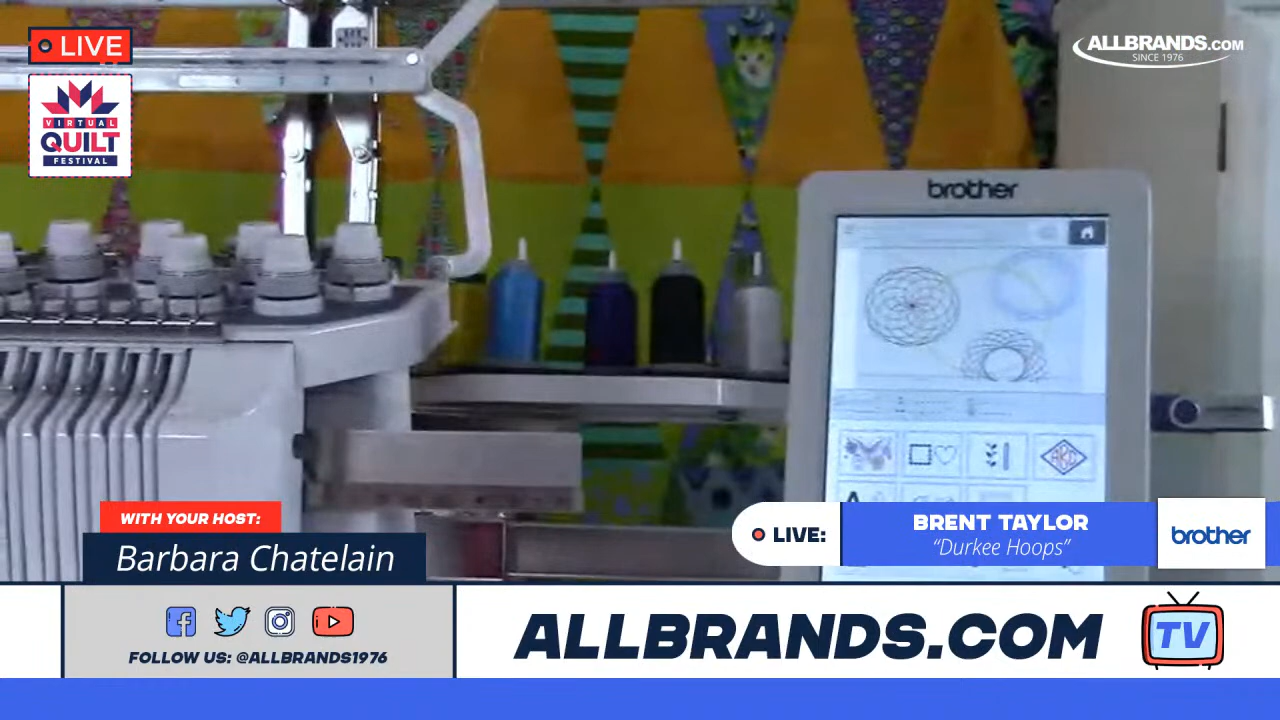 LIVE
ALLBRANDS.COM
SINCE 1976
VIRTUAL
QUILT
FESTIVAL
brother
ABC
A
WITH YOUR HOST:
Barbara Chatelain
LIVE:
BRENT TAYLOR
“Durkee Hoops”
brother
FOLLOW US: @ALLBRANDS1976
ALLBRANDS.COM
TV